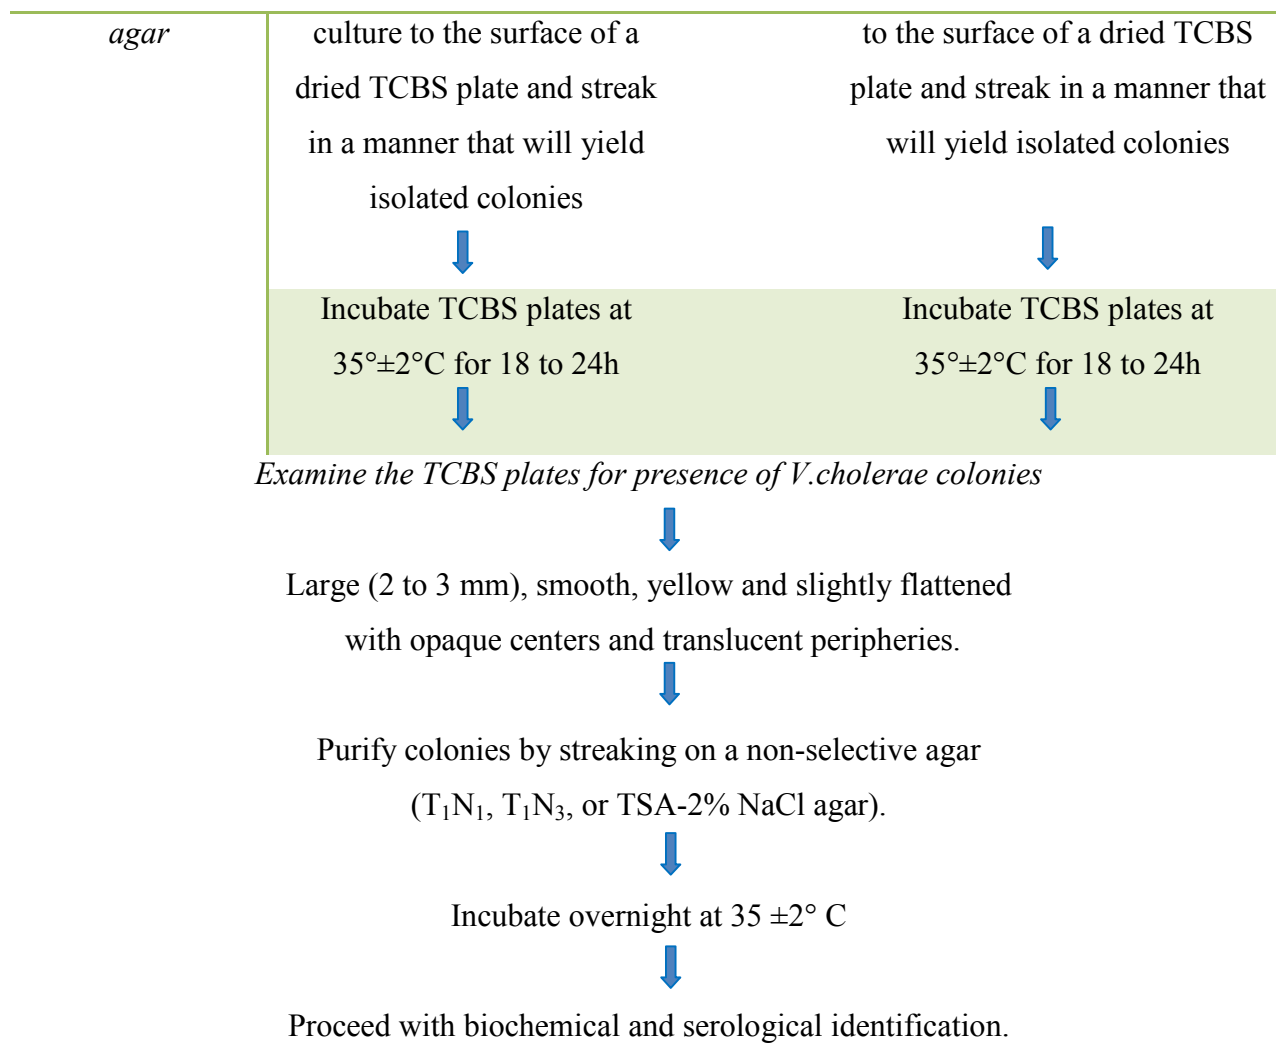 agar
culture to the surface of a
dried TCBS plate and streak
in a manner that will yield
isolated colonies
to the surface of a dried TCBS
plate and streak in a manner that
will yield isolated colonies
Incubate TCBS plates at
35°±2°C for 18 to 24h
Incubate TCBS plates at
35°±2°C for 18 to 24h
Examine the TCBS plates for presence of V.cholerae colonies
Large (2 to 3 mm), smooth, yellow and slightly flattened
with opaque centers and translucent peripheries.
Purify colonies by streaking on a non-selective agar
(T₁N₁, T₁N₃, or TSA-2% NaCl agar).
Incubate overnight at 35 ±2° C
Proceed with biochemical and serological identification.